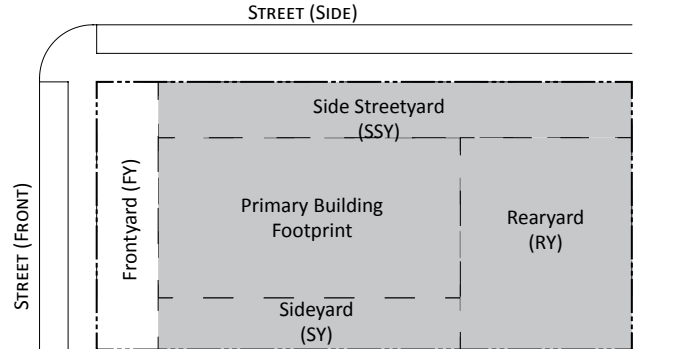 STREET (SIDE)
Side Streetyard
(SSY)
STREET (FRONT)
Frontyard (FY)
Primary Building
Footprint
Rearyard
(RY)
Sideyard
(SY)